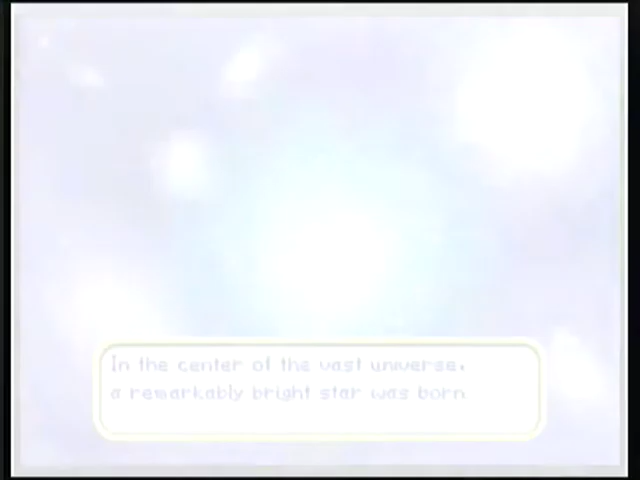 In the center of the vast universe,
a remarkably bright star was born